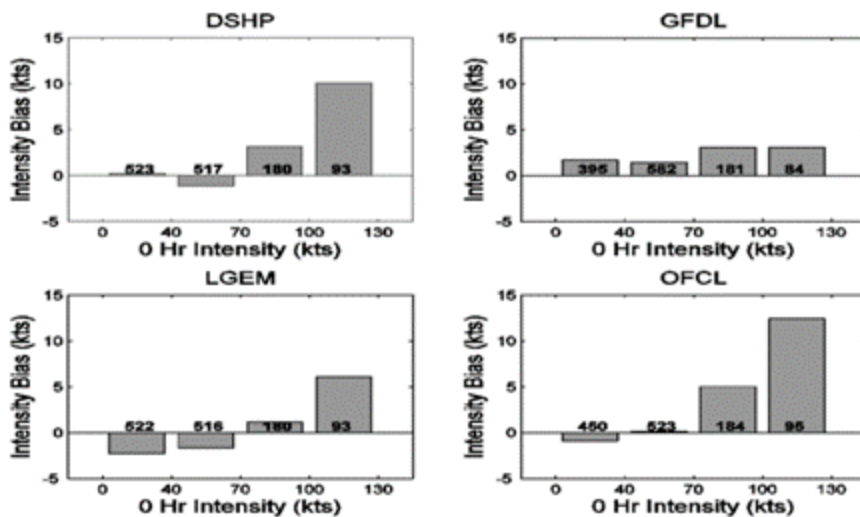 DSHP
GFDL
15
10
5
0
-5
Intensity Bias (kts)
523 517 180 93
0 40 70 100 130
0 Hr Intensity (kts)
15
10
5
0
-5
Intensity Bias (kts)
395 582 181 84
0 40 70 100 130
0 Hr Intensity (kts)
LGEM
OFCL
15
10
5
0
-5
Intensity Bias (kts)
522 516 180 93
0 40 70 100 130
0 Hr Intensity (kts)
15
10
5
0
-5
Intensity Bias (kts)
450 523 184 95
0 40 70 100 130
0 Hr Intensity (kts)